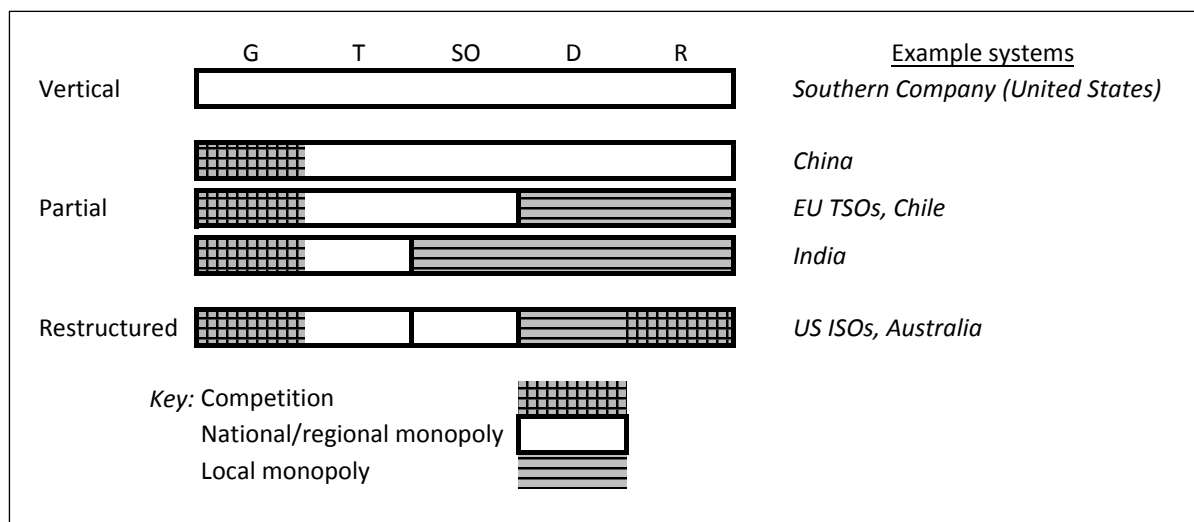 G T SO D R Example systems
Vertical Southern Company (United States)
China
Partial EU TSOs, Chile
India
Restructured US ISOs, Australia
Key: Competition
National/regional monopoly
Local monopoly